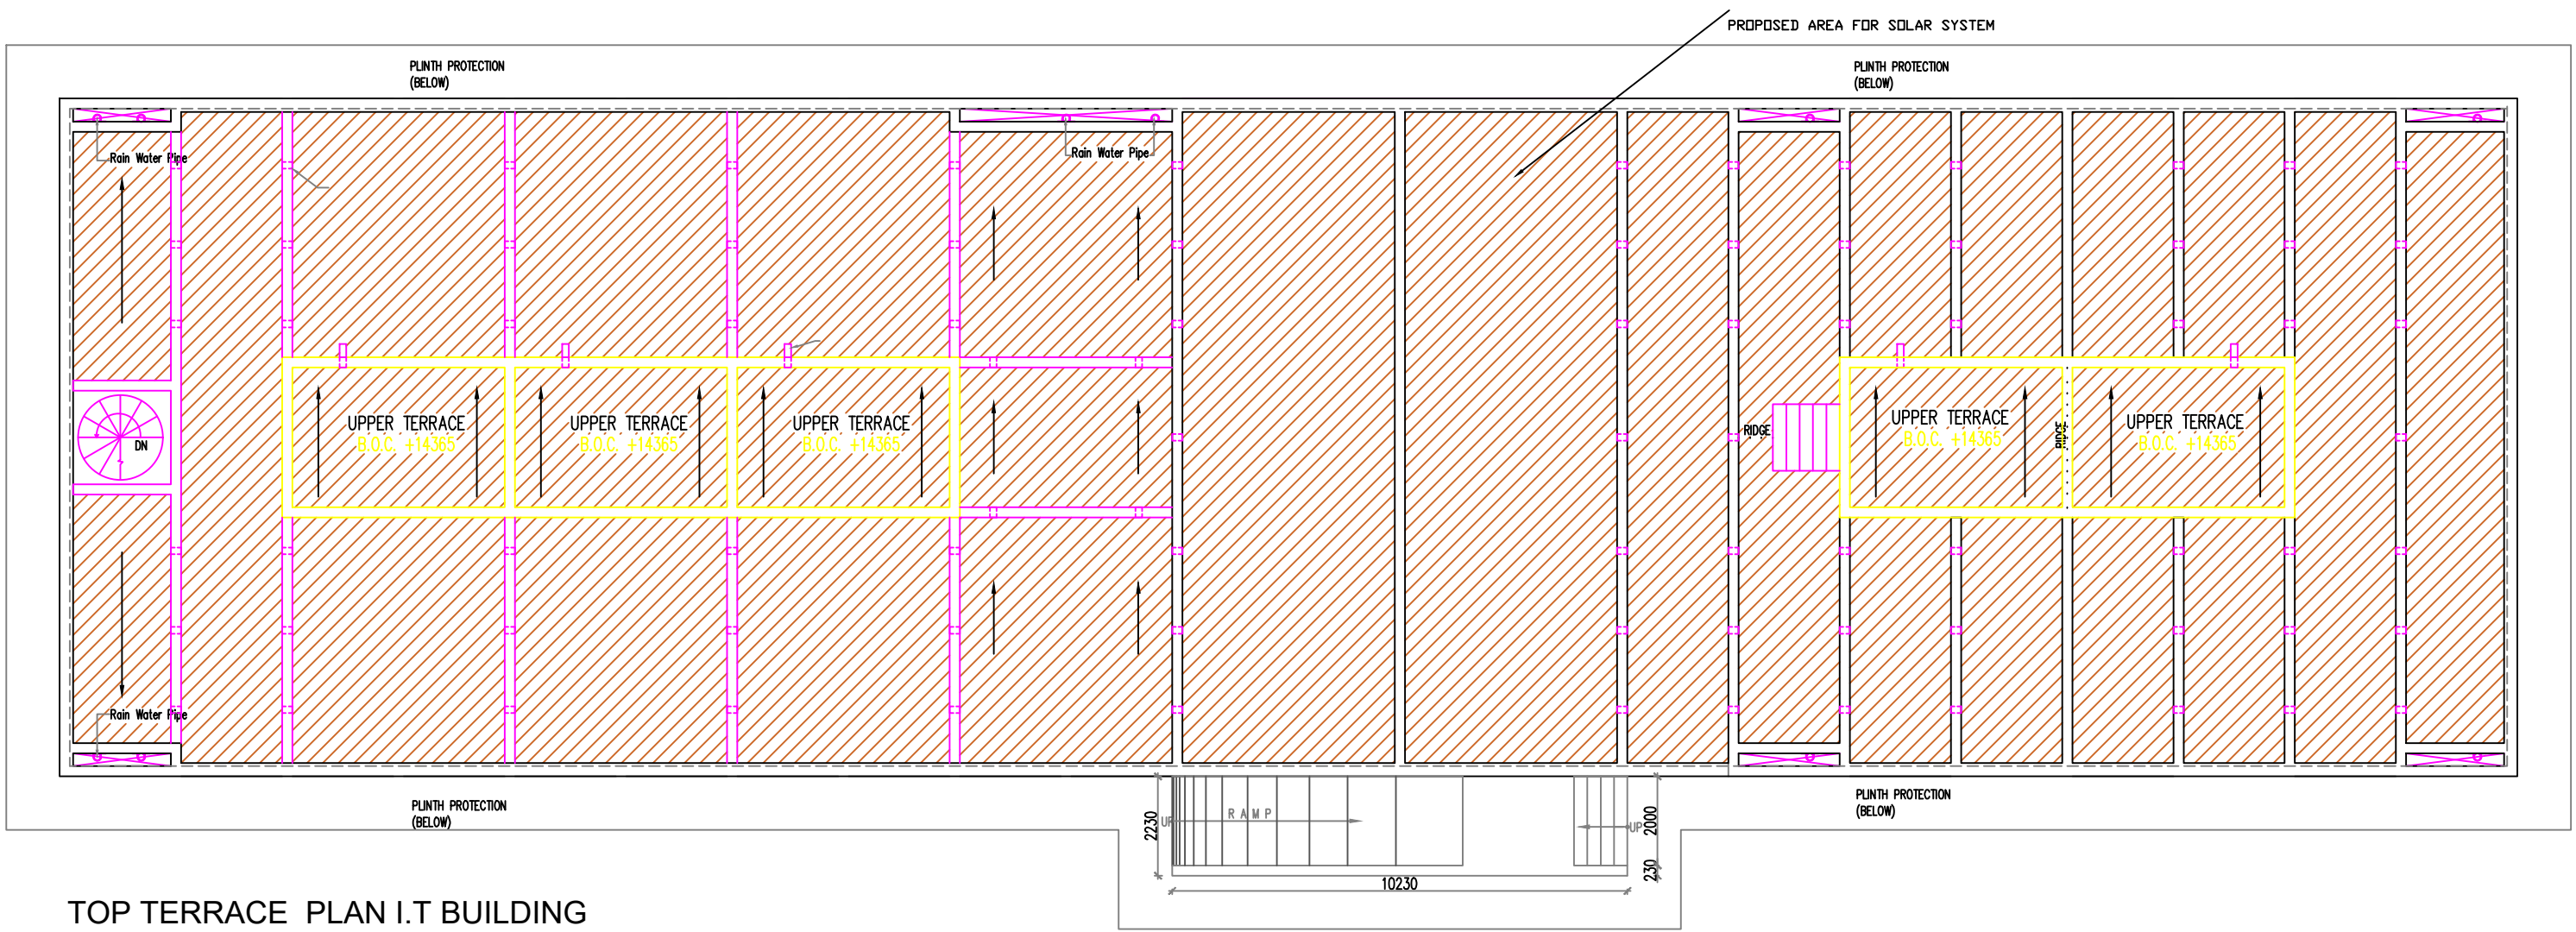 PROPOSED AREA FOR SOLAR SYSTEM
PLINTH PROTECTION
(BELOW)
PLINTH PROTECTION
(BELOW)
Rain Water Pipe
Rain Water Pipe
UPPER TERRACE
B.O.C. +14365
UPPER TERRACE
B.O.C. +14365
UPPER TERRACE
B.O.C. +14365
RIDGE
UPPER TERRACE
B.O.C. +14365
RIDGE
UPPER TERRACE
B.O.C. +14365
DN
Rain Water Pipe
PLINTH PROTECTION
(BELOW)
PLINTH PROTECTION
(BELOW)
2230
UP
RAMP
UP
2000
230
10230
TOP TERRACE PLAN I.T BUILDING